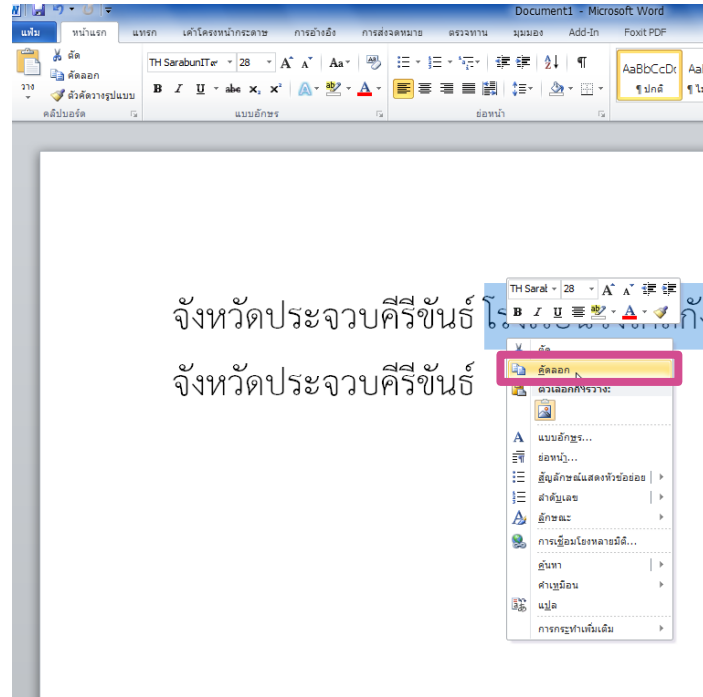 Document1 - Microsoft Word
แฟ้ม หน้าแรก แทรก เค้าโครงหน้ากระดาษ การอ้างอิง การส่งจดหมาย ตรวจทาน มุมมอง Add-In Foxit PDF
วาง
ตัด
คัดลอก
ตัวคัดวางรูปแบบ
คลิปบอร์ด
28
Aa
B I U abc x₂ x²
แบบอักษร
ย่อหน้า
AaBbCcDc
¶ ปกติ
จังหวัดประจวบคีรีขันธ์
จังหวัดประจวบคีรีขันธ์
TH Saral 28
B I U
ตัด
คัดลอก
ตัวเลือกการวาง:
แบบอักษร...
ย่อหน้า...
สัญลักษณ์แสดงหัวข้อย่อย
ลำดับเลข
ลักษณะ
การเชื่อมโยงหลายมิติ...
ค้นหา
คำเหมือน
แปล
การกระทำเพิ่มเติม